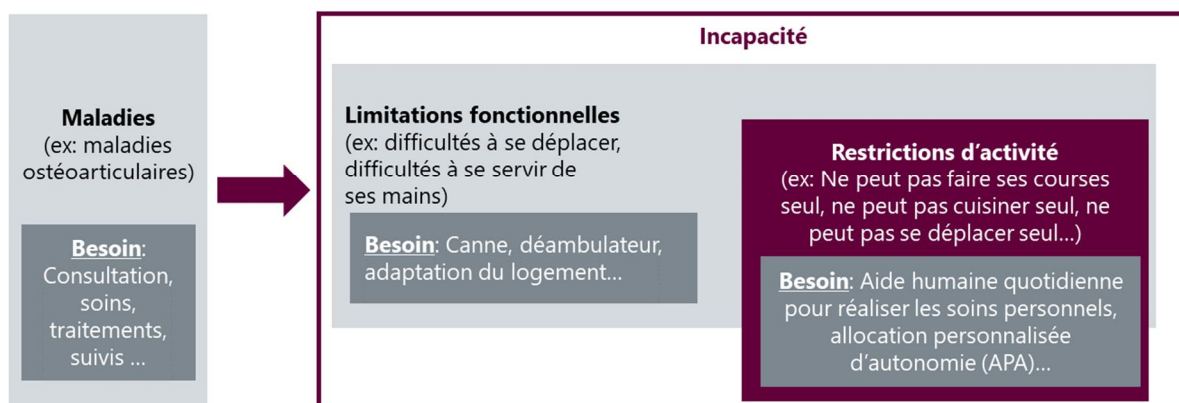 Maladies
(ex: maladies
ostéoarticulaires)
Besoin:
Consultation,
soins,
traitements,
suivis ...
Incapacité
Limitations fonctionnelles
(ex: difficultés à se déplacer,
difficultés à se servir de
ses mains)
Besoin: Canne, déambulateur,
adaptation du logement...
Restrictions d’activité
(ex: Ne peut pas faire ses courses
seul, ne peut pas cuisiner seul, ne
peut pas se déplacer seul...)
Besoin: Aide humaine quotidienne
pour réaliser les soins personnels,
allocation personnalisée
d’autonomie (APA)...